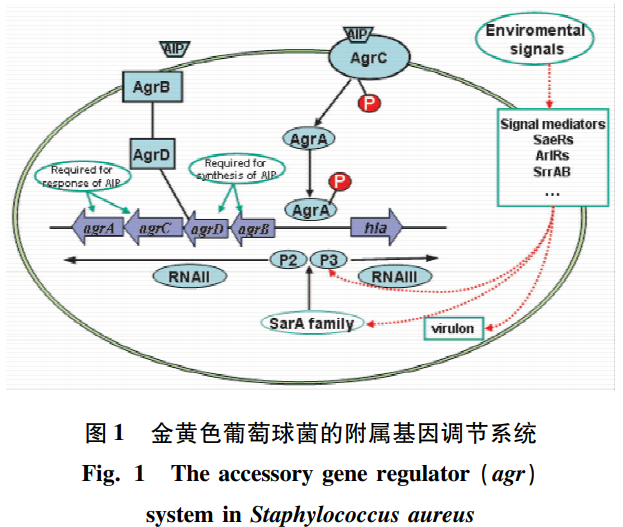 AIP
AgrC
P
Enviromental
signals
AIP
AgrB
AgrD
AgrA
P
AgrA
Signal mediators
SaeRs
ArlRs
SrrAB
...
Required for
response of AIP
Required for
synthesis of AIP
agrA
agrC
agrD
agrB
hla
RNAII
P2
P3
RNAIII
SarA family
virulon
图1 金黄色葡萄球菌的附属基因调节系统
Fig. 1 The accessory gene regulator (agr)
system in Staphylococcus aureus